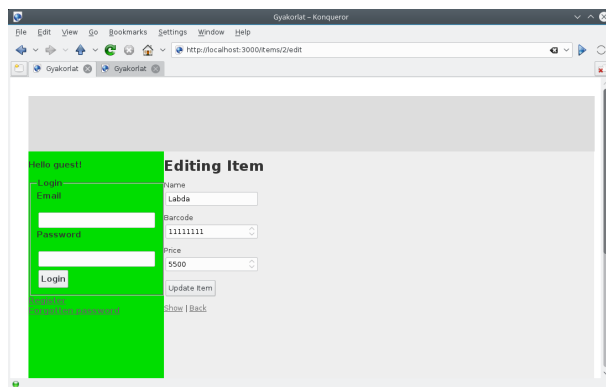 Gyakorlat – Konqueror
File Edit View Go Bookmarks Settings Window Help
http://localhost:3000/items/2/edit
Gyakorlat Gyakorlat
Hello guest!
Login
Email
Password
Login
Register
Forgotten password
Editing Item
Name
Labda
Barcode
11111111
Price
5500
Update Item
Show | Back